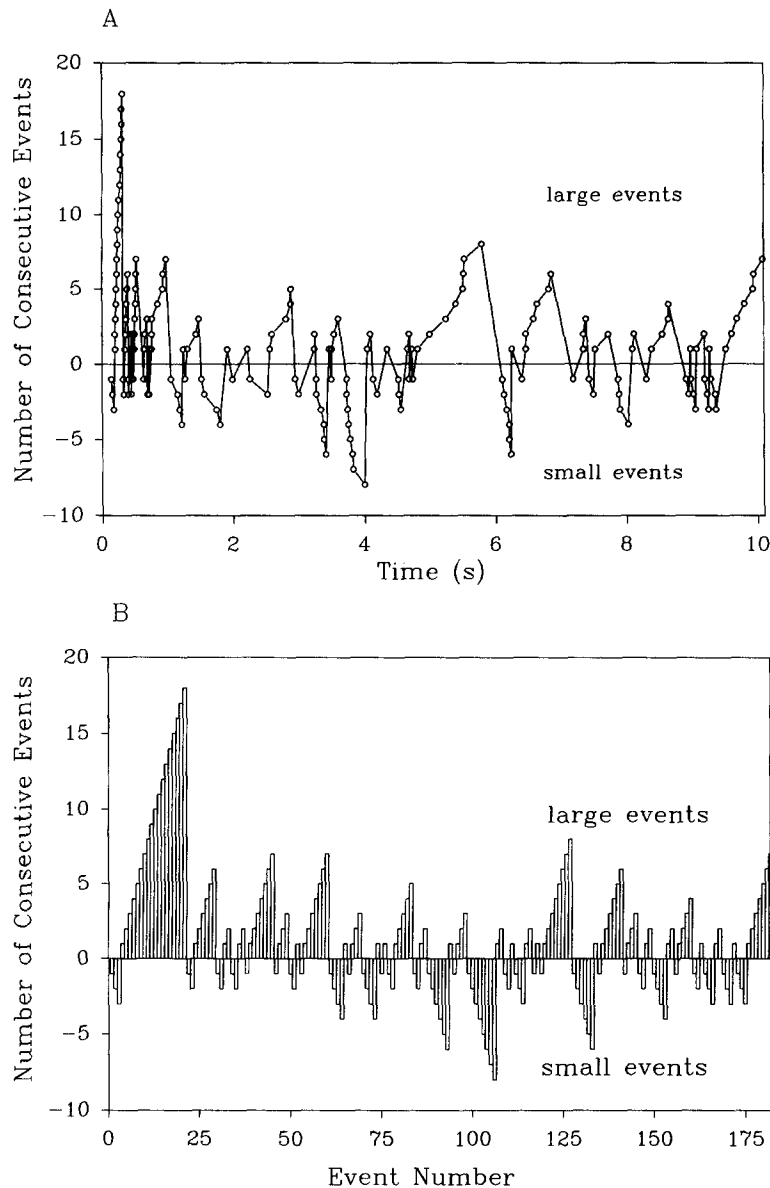 A
Number of Consecutive Events
20
15
10
5
0
−5
−10
large events
small events
0 2 4 6 8 10
Time (s)
B
Number of Consecutive Events
20
15
10
5
0
−5
−10
large events
small events
0 25 50 75 100 125 150 175
Event Number